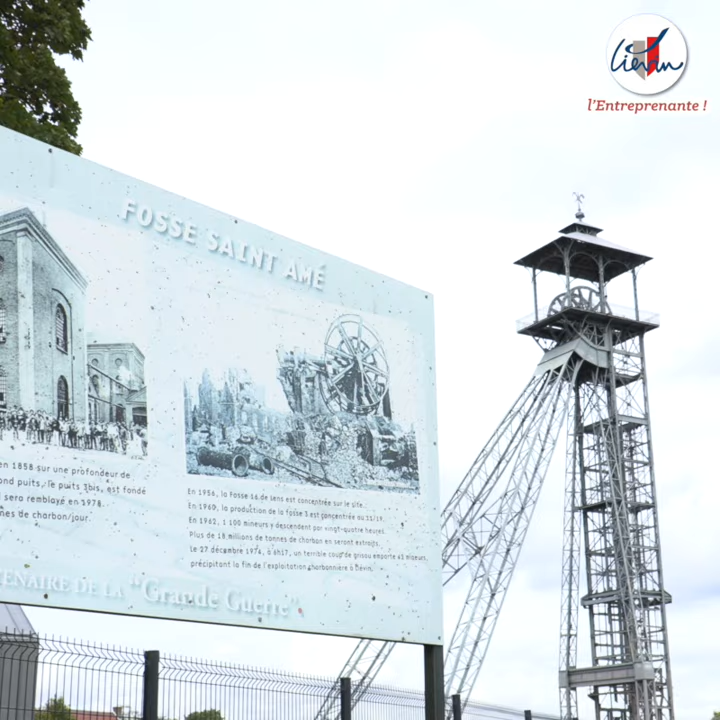 Liévin
l'Entreprenante !
FOSSE SAINT AMÉ
en 1858 sur une profondeur de
ond puits, le puits 3bis, est fondé
sera remblayé en 1978.
nes de charbon/jour.
En 1956, la fosse 16 de Lens est concentrée sur le site.
En 1960, la production de la fosse 3 est concentrée au 11/19.
En 1962, 1 100 mineurs y descendent par vingt-quatre heures.
Plus de 18 millions de tonnes de charbon en seront extraits.
Le 27 décembre 1974, à 6h17, un terrible coup de grisou emporte 41 mineurs,
précipitant la fin de l'exploitation charbonnière à Liévin.
TENAIRE DE LA "Grande Guerre"